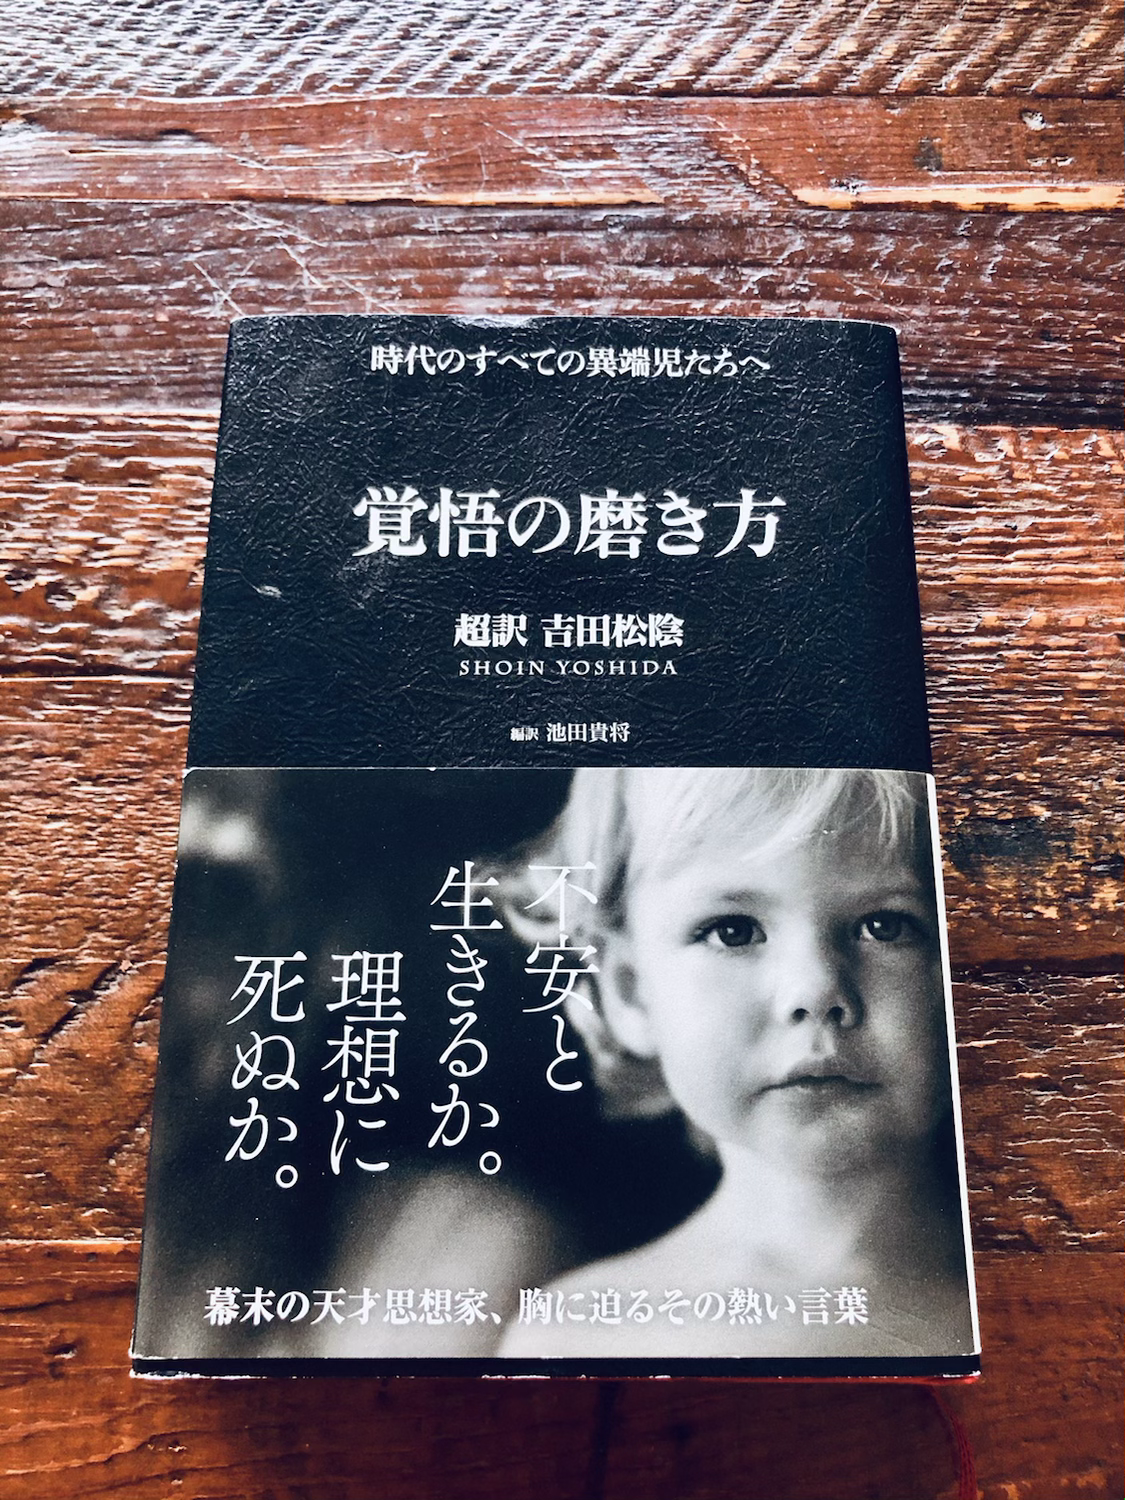 時代のすべての異端児たちへ
覚悟の磨き方
超訳 吉田松陰
SHOIN YOSHIDA
編訳 池田貴将
不安と
生きるか。
理想に
死ぬか。
幕末の天才思想家、胸に迫るその熱い言葉